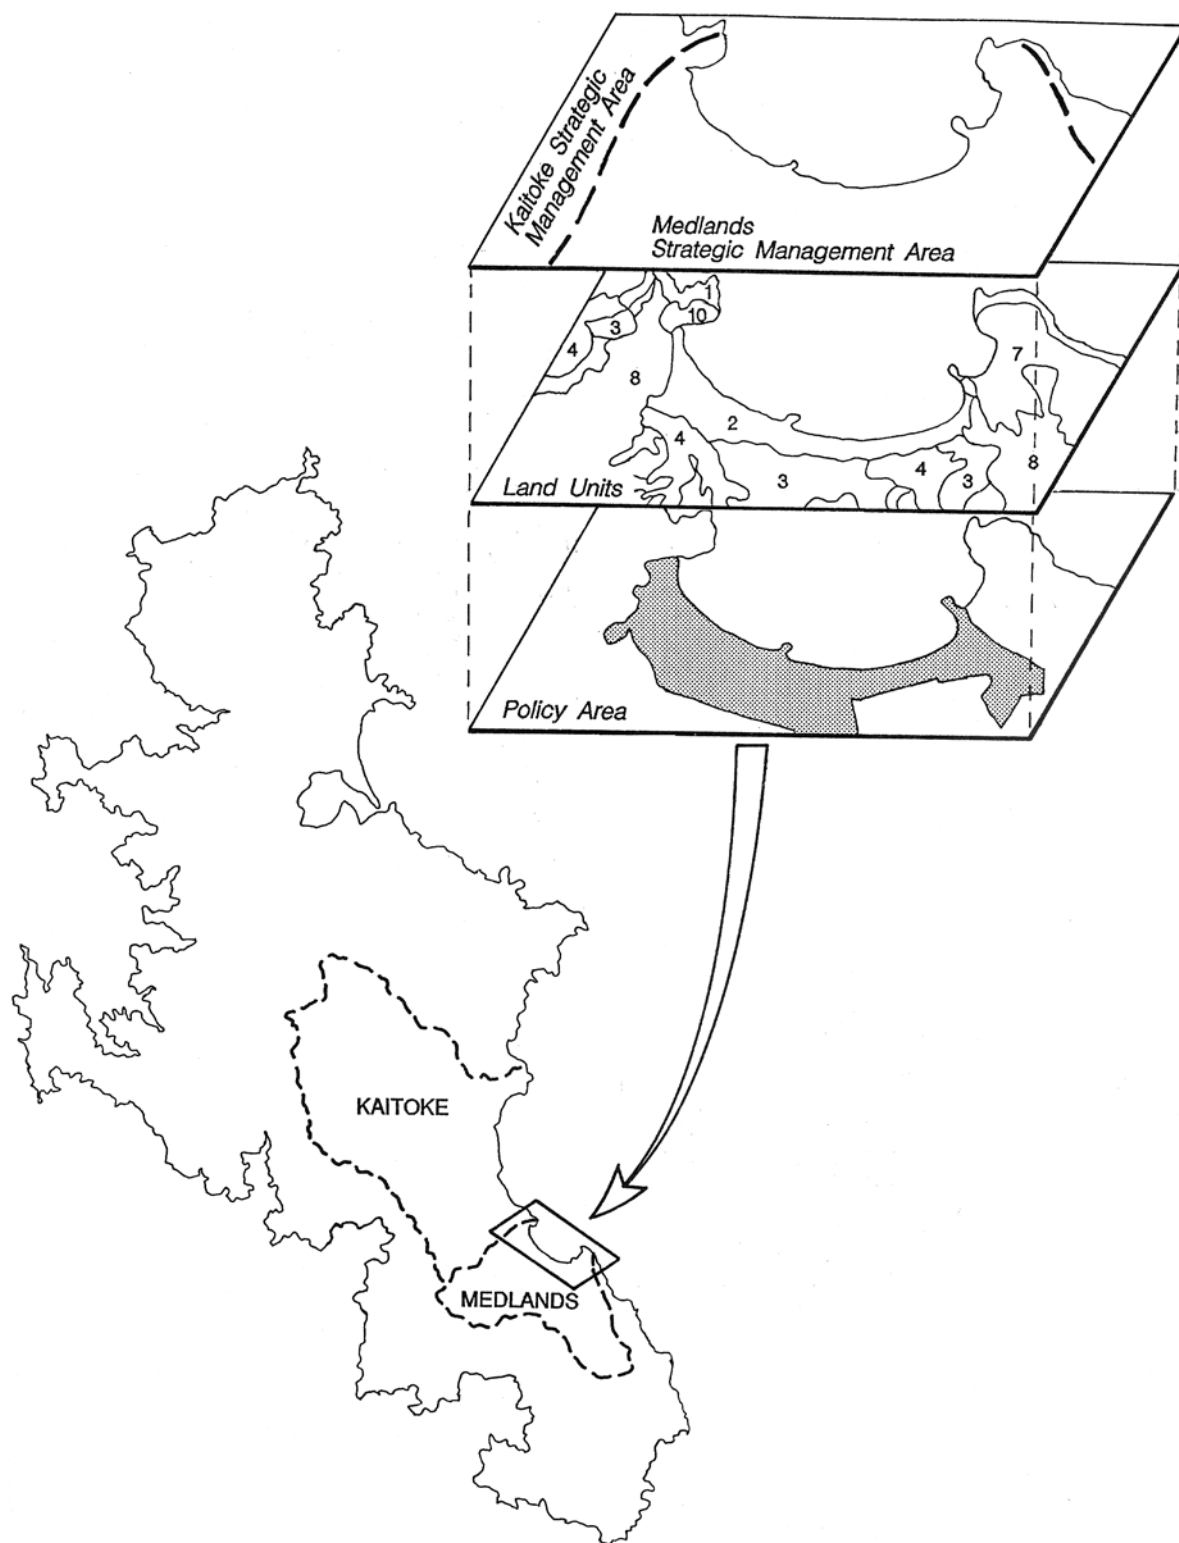 Kaitoke Strategic
Management Area
Medlands
Strategic Management Area
1
10
3
4
8
7
2
4
3
4
3
8
Land Units
Policy Area
KAITOKE
MEDLANDS